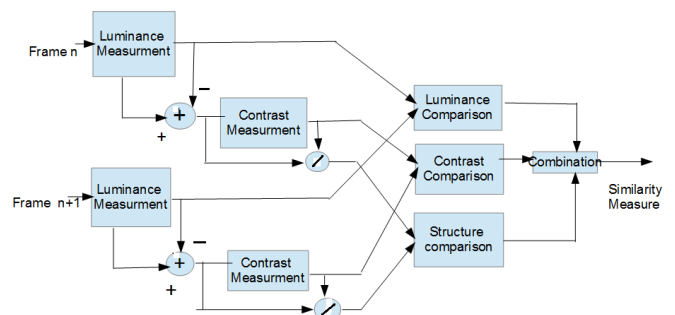 Frame n
Luminance
Measurment
−
+
+
Contrast
Measurment
Luminance
Comparison
Contrast
Comparison
Combination
Similarity
Measure
Frame n+1
Luminance
Measurment
−
+
+
Contrast
Measurment
Structure
comparison